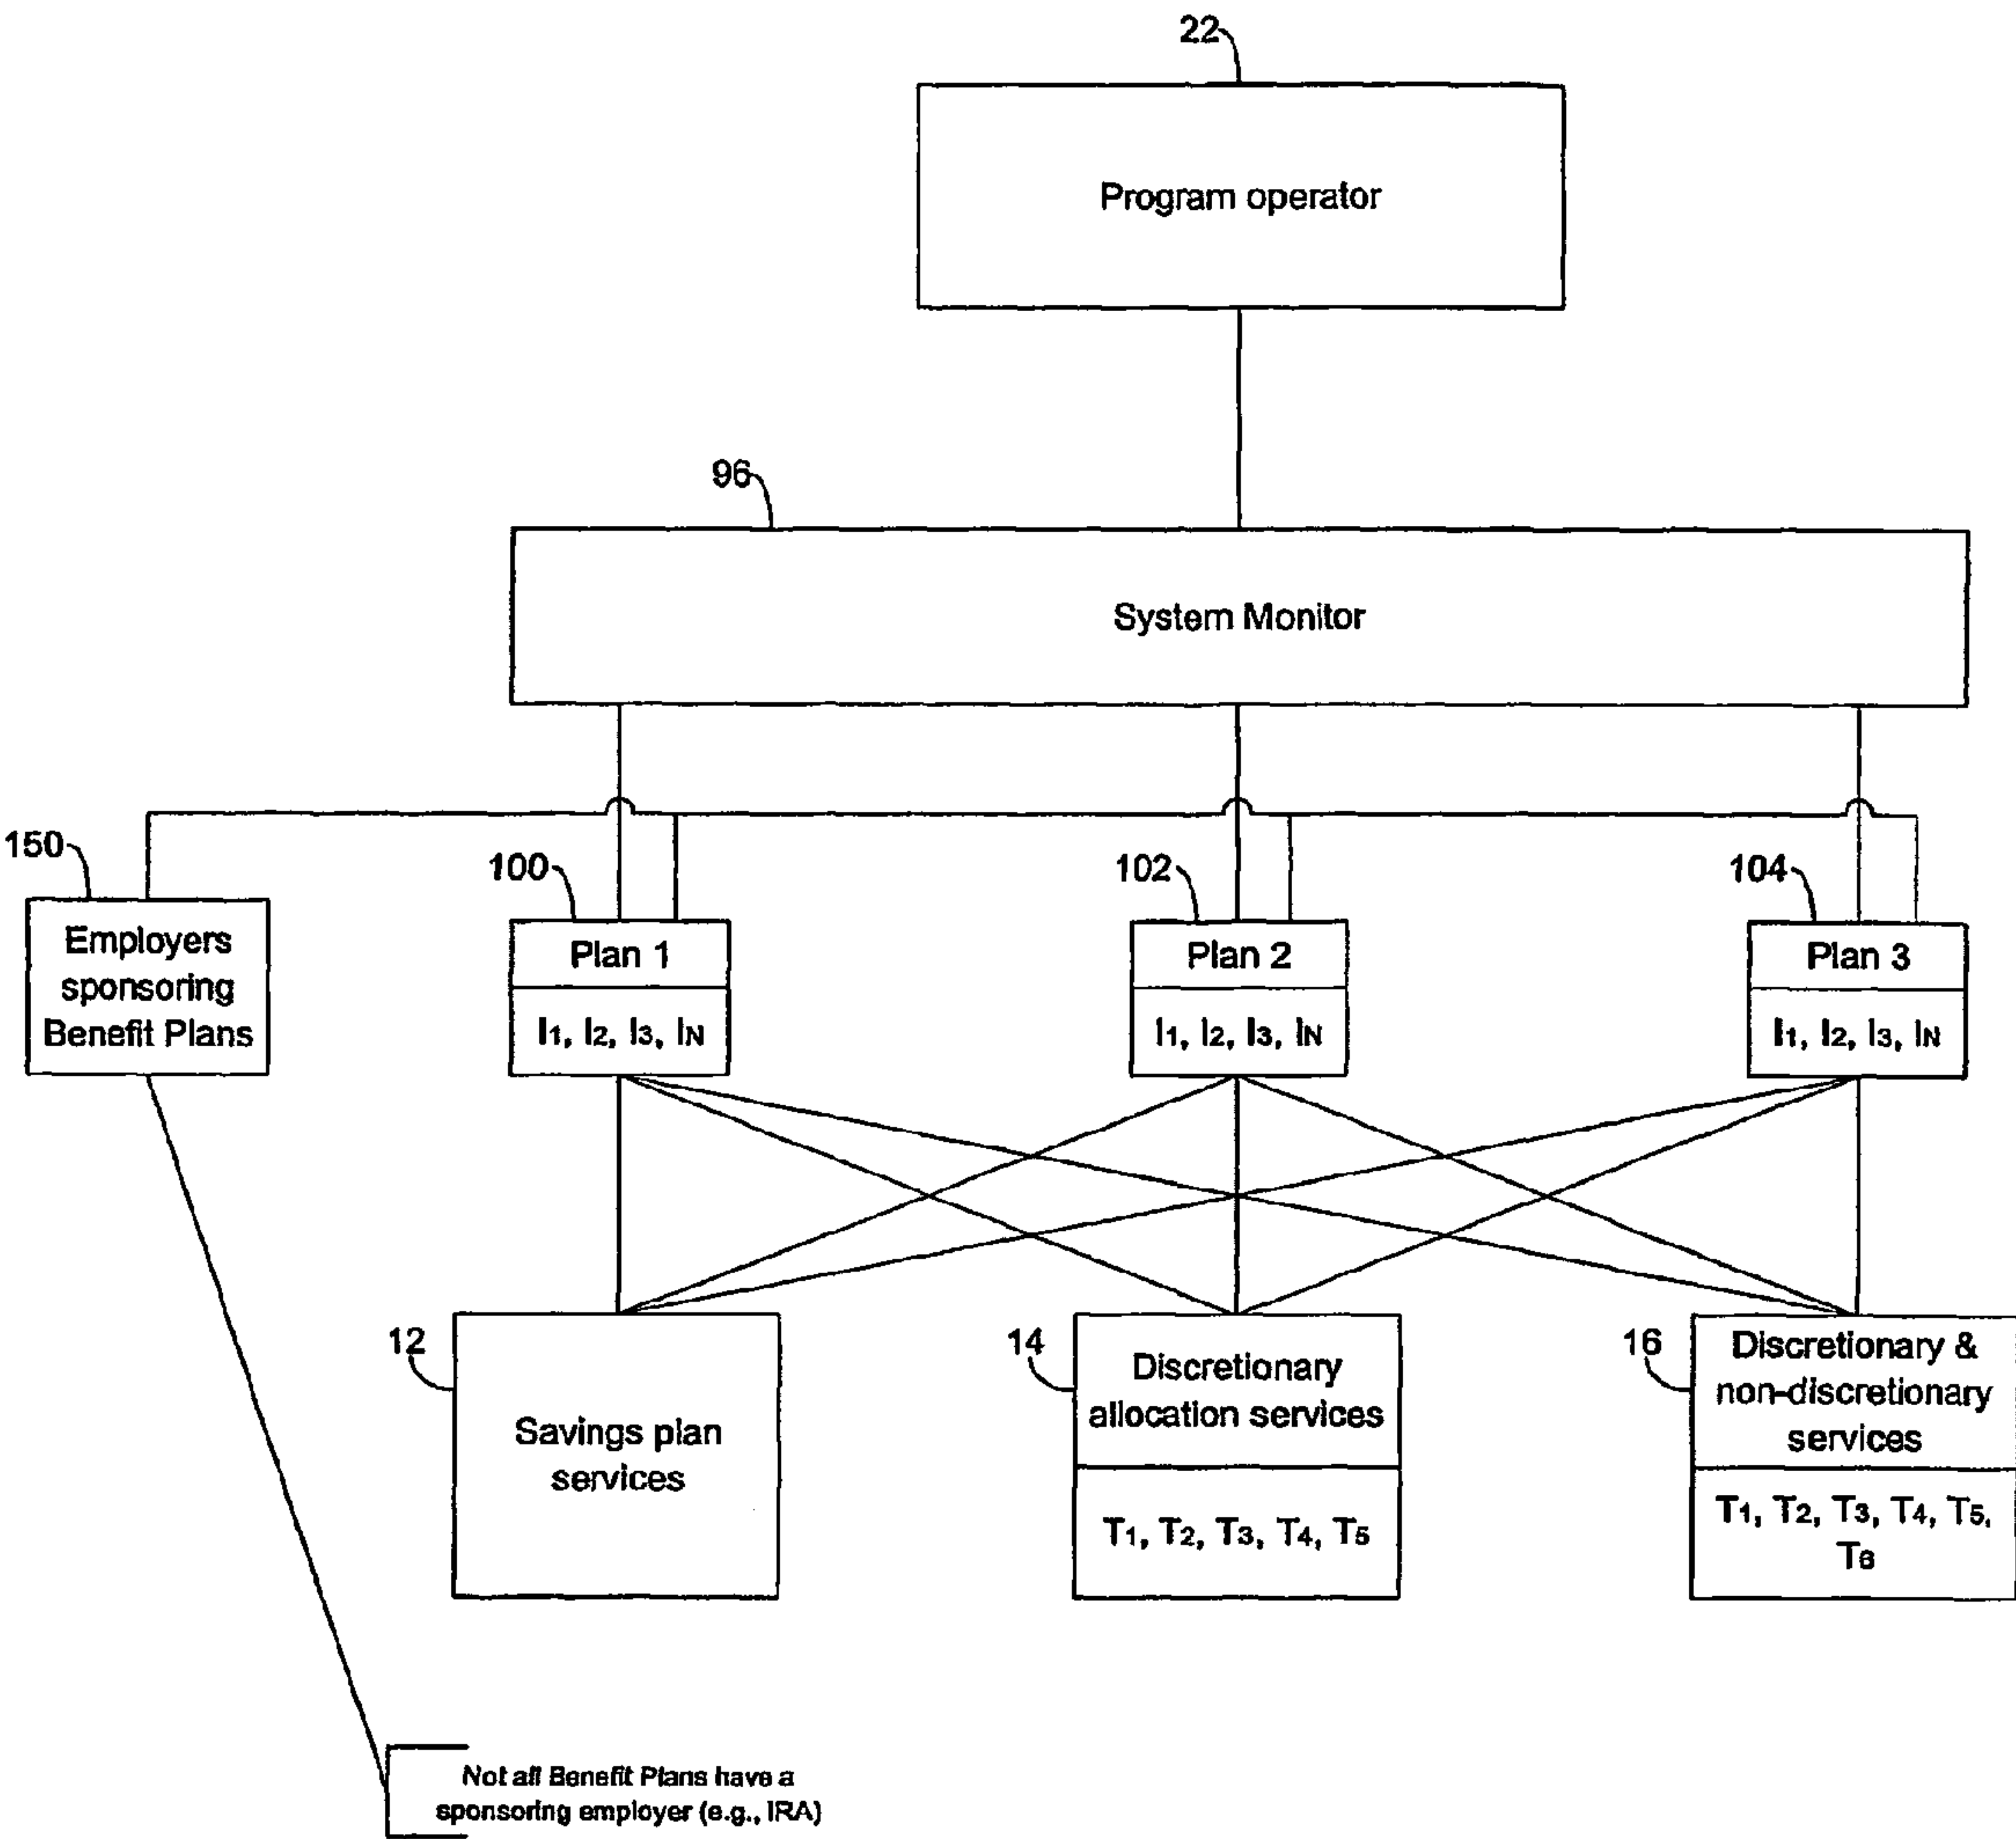 22
Program operator
96
System Monitor
150
100
102
104
Employers
sponsoring
Benefit Plans
Plan 1
I1, I2, I3, IN
Plan 2
I1, I2, I3, IN
Plan 3
I1, I2, I3, IN
12
14
16
Savings plan
services
Discretionary
allocation services
T1, T2, T3, T4, T5
Discretionary &
non-discretionary
services
T1, T2, T3, T4, T5,
T6
Not all Benefit Plans have a
sponsoring employer (e.g., IRA)